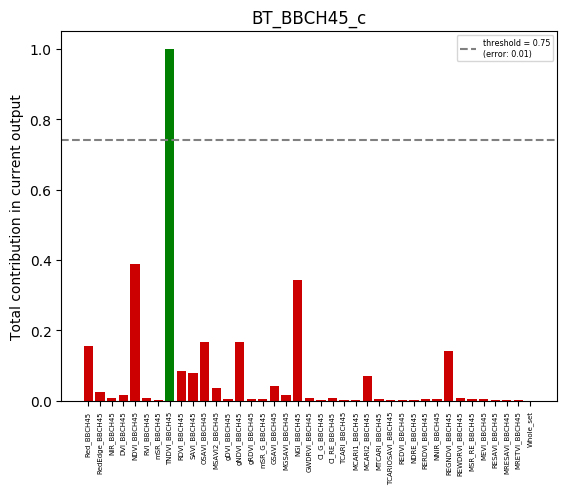 BT_BBCH45_c
threshold = 0.75
(error: 0.01)
Total contribution in current output
1.0
0.8
0.6
0.4
0.2
0.0
Red_BBCH45
RedEdge_BBCH45
NIR_BBCH45
DVI_BBCH45
NDVI_BBCH45
RVI_BBCH45
mSR_BBCH45
TNDVI_BBCH45
NDVI_BBCH45
SAVI_BBCH45
OSAVI_BBCH45
MSAVI2_BBCH45
gDVI_BBCH45
gNDVI_BBCH45
gRDVI_BBCH45
mSR_G_BBCH45
GSAVI_BBCH45
MGSAVI_BBCH45
NGI_BBCH45
GWDRVI_BBCH45
CI_G_BBCH45
CI_RE_BBCH45
TCARI_BBCH45
MCARI1_BBCH45
MCARI2_BBCH45
MTCARI_BBCH45
TCARIOSAVI_BBCH45
REDVI_BBCH45
NDRE_BBCH45
RERDVI_BBCH45
NNIR_BBCH45
REGNDVI_BBCH45
REWDRVI_BBCH45
MSR_RE_BBCH45
MEVI_BBCH45
RESAVI_BBCH45
MRESAVI_BBCH45
MRETVI_BBCH45
Whole_set